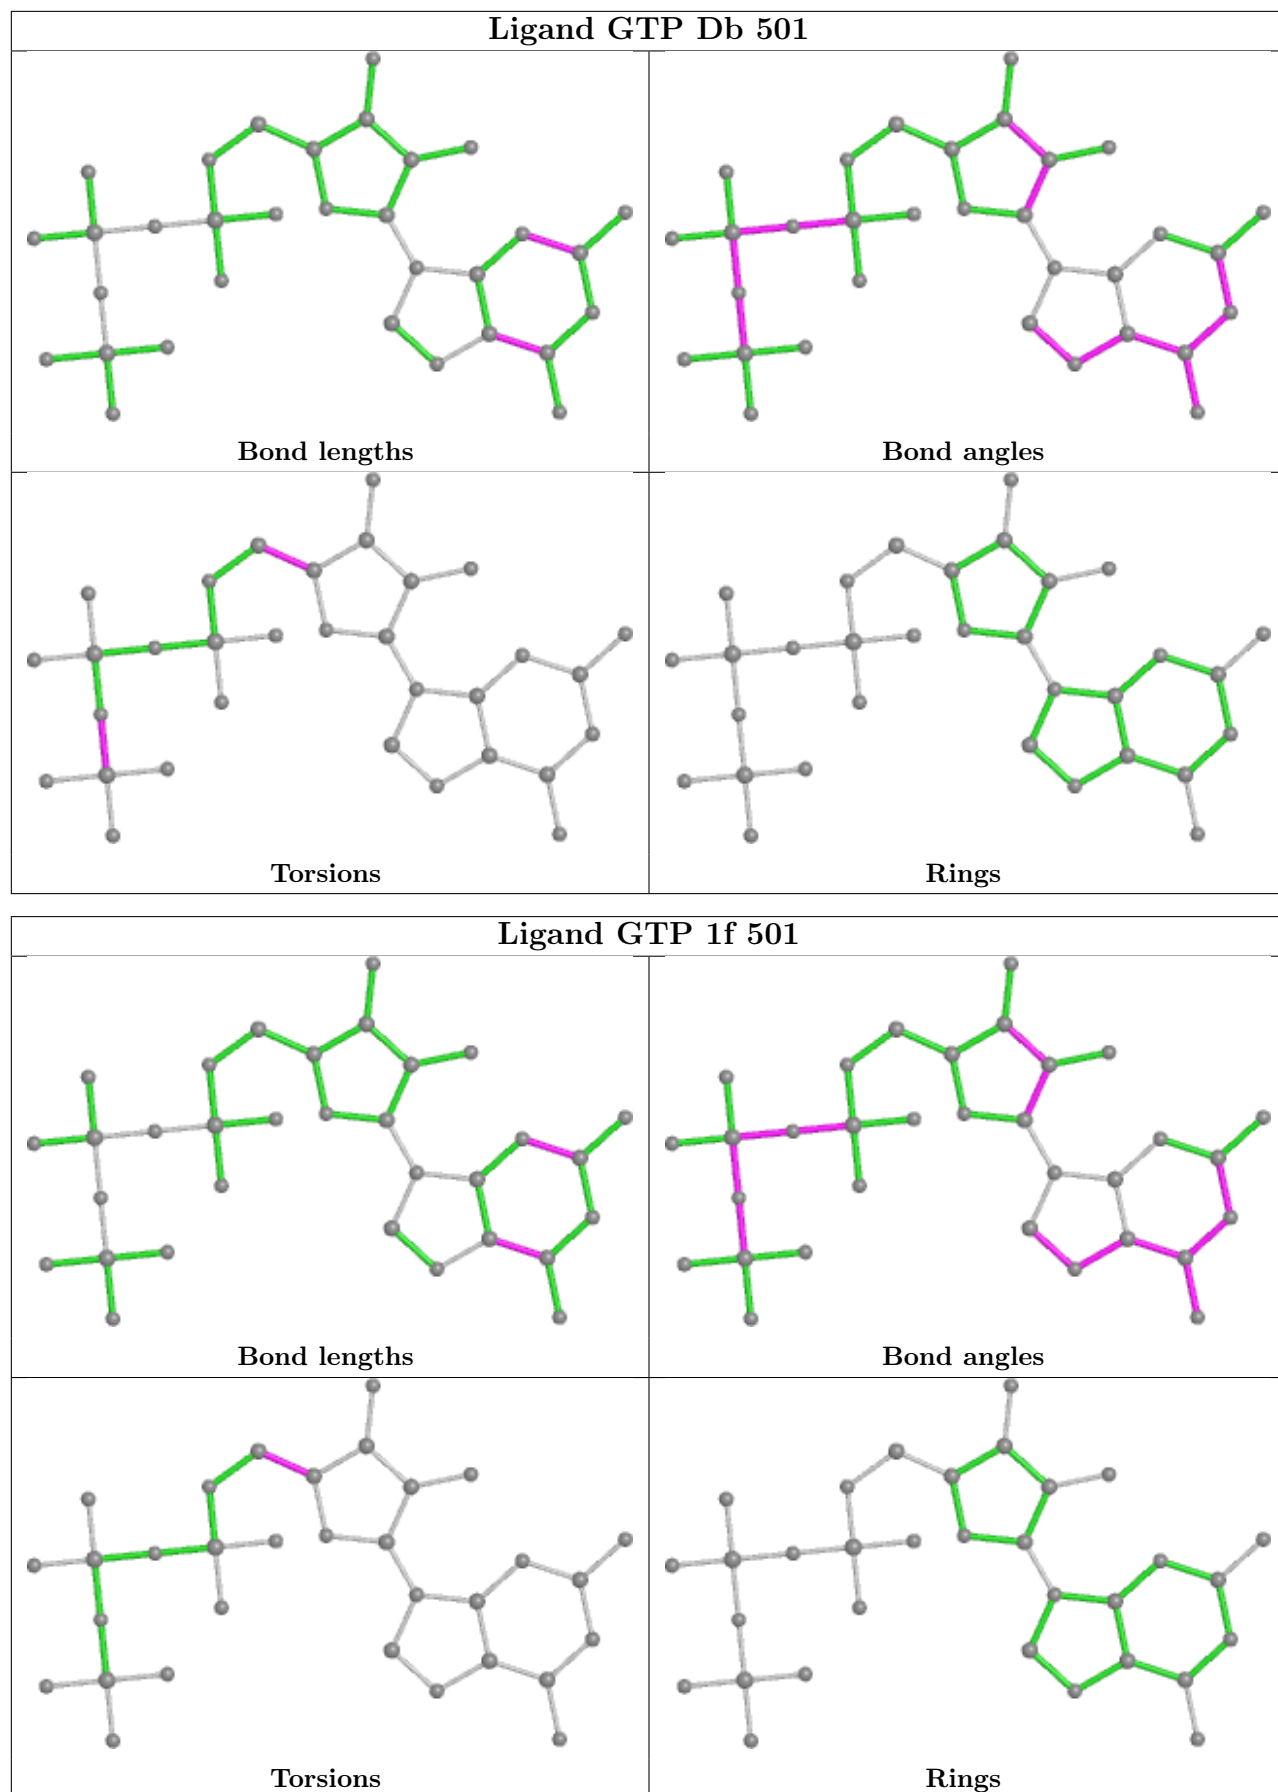 Ligand GTP Db 501
Bond lengths
Bond angles
Torsions
Rings
Ligand GTP 1f 501
Bond lengths
Bond angles
Torsions
Rings